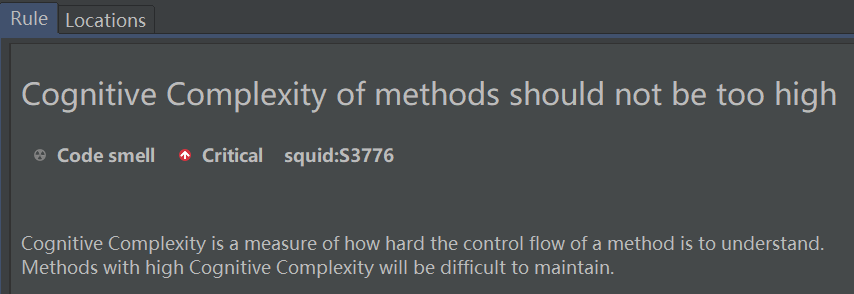 Rule Locations
Cognitive Complexity of methods should not be too high
Code smell Critical squid:S3776
Cognitive Complexity is a measure of how hard the control flow of a method is to understand.
Methods with high Cognitive Complexity will be difficult to maintain.